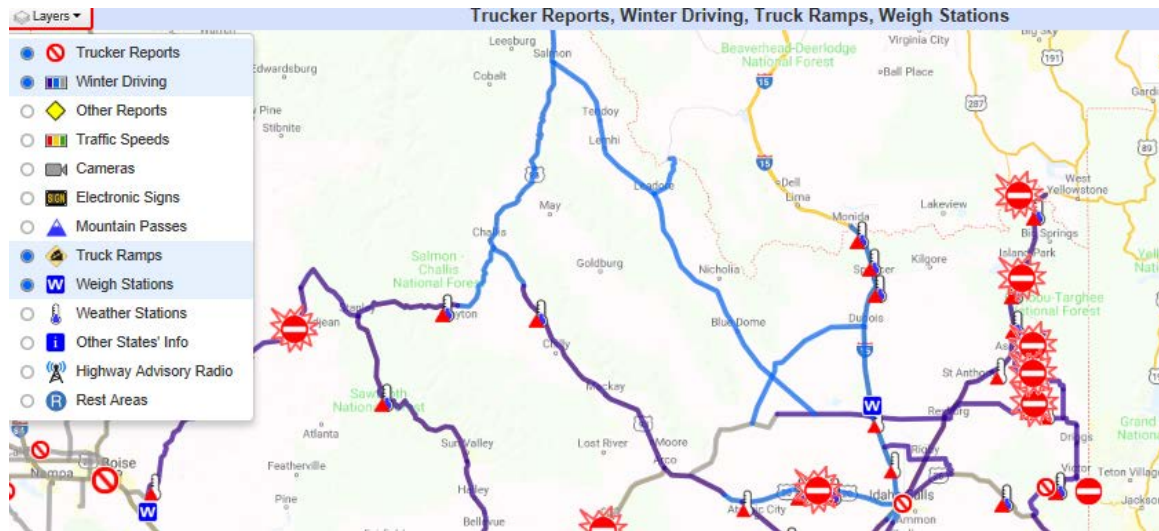 Layers
Trucker Reports, Winter Driving, Truck Ramps, Weigh Stations
Trucker Reports
Winter Driving
Other Reports
Traffic Speeds
Cameras
SIGN Electronic Signs
Mountain Passes
Truck Ramps
W Weigh Stations
Weather Stations
i Other States' Info
Highway Advisory Radio
R Rest Areas
Leesburg
Salmon
Cobalt
Edwardsburg
Pine
Stibnite
Beaverhead-Deerlodge
National Forest
Virginia City
Ball Place
Big Sky
191
287
89
15
Tendoy
Lemhi
Leadore
15
Dell
Lima
Monida
Lakeview
West
Yellowstone
Big Springs
Island Park
May
Challis
Goldburg
Salmon -
Challis
National Forest
Nicholia
Kilgore
Spencer
Dubois
Stanley
Blue Dome
National Forest
St Anthony
Mackay
W
Rexburg
Driggs
Atlanta
Sun Valley
Lost River
Moore
Arco
Rigby
Featherville
Hailey
Victor
Teton Village
Boise
Nampa
W
Pine
Bellevue
Atomic City
Idaho Falls
Ammon